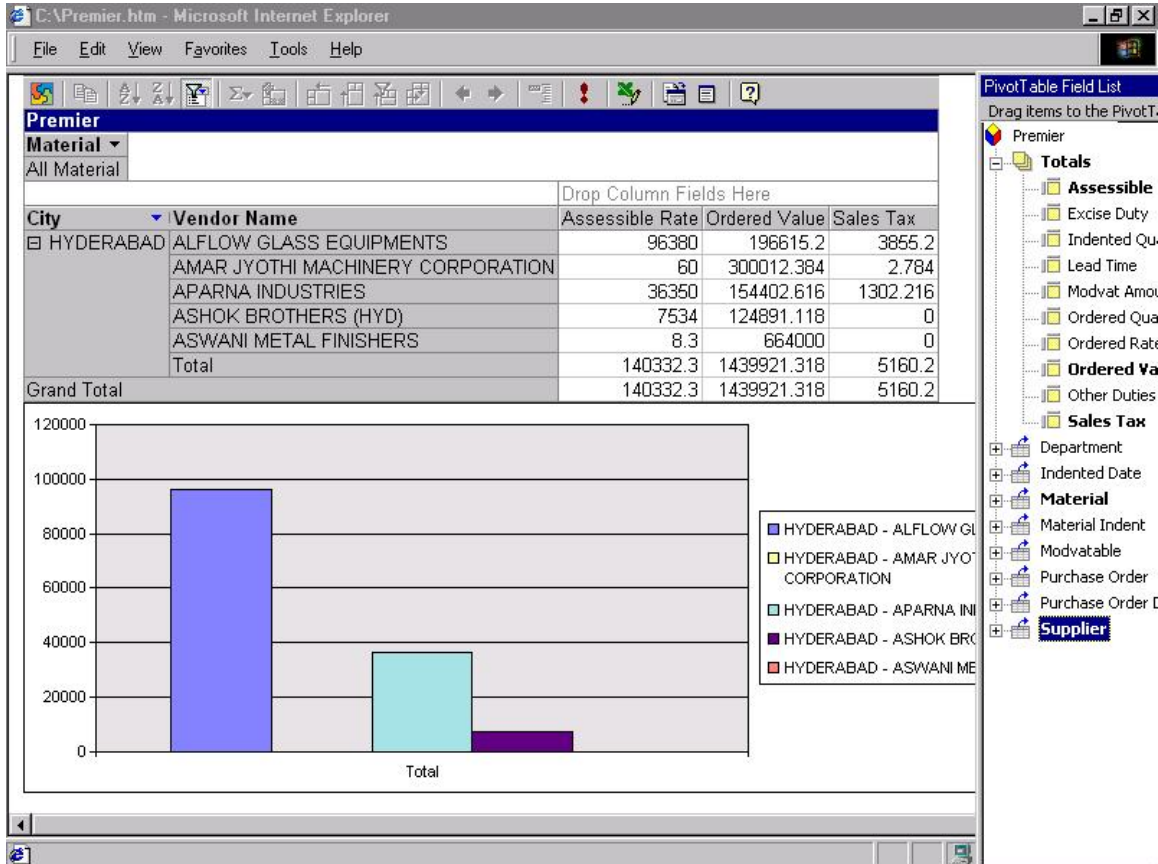 C:\Premier.htm - Microsoft Internet Explorer
File Edit View Favorites Tools Help
Premier
Material
All Material
Drop Column Fields Here
City Vendor Name Assessible Rate Ordered Value Sales Tax
HYDERABAD ALFLOW GLASS EQUIPMENTS 96380 196615.2 3855.2
AMAR JYOTHI MACHINERY CORPORATION 60 300012.384 2.784
APARNA INDUSTRIES 36350 154402.616 1302.216
ASHOK BROTHERS (HYD) 7534 124891.118 0
ASWANI METAL FINISHERS 8.3 664000 0
Total 140332.3 1439921.318 5160.2
Grand Total 140332.3 1439921.318 5160.2
120000
100000
80000
60000
40000
20000
0
Total
HYDERABAD - ALFLOW GL
HYDERABAD - AMAR JYOT
CORPORATION
HYDERABAD - APARNA IN
HYDERABAD - ASHOK BRO
HYDERABAD - ASWANI ME
PivotTable Field List
Drag items to the PivotTa
Premier
Totals
Assessible
Excise Duty
Indented Qua
Lead Time
Modvat Amou
Ordered Qua
Ordered Rate
Ordered Va
Other Duties
Sales Tax
Department
Indented Date
Material
Material Indent
Modvatable
Purchase Order
Purchase Order D
Supplier